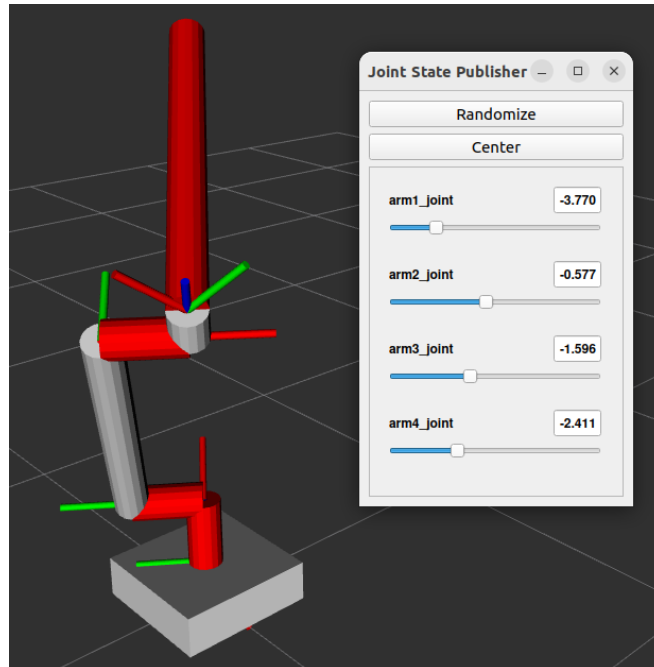 Joint State Publisher
Randomize
Center
arm1_joint -3.770
arm2_joint -0.577
arm3_joint -1.596
arm4_joint -2.411